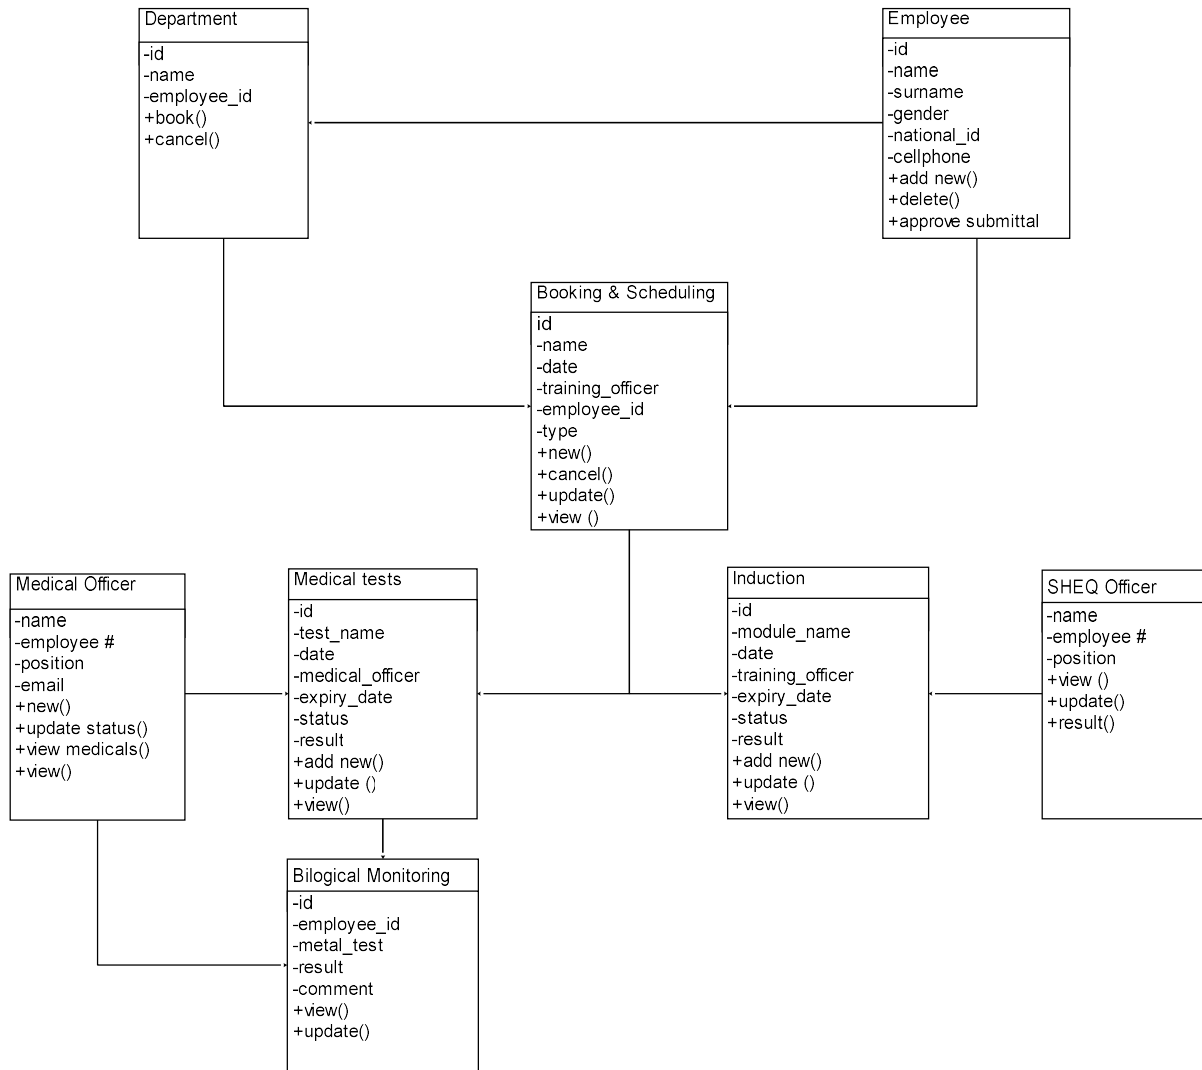 Department
-id
-name
-employee_id
+book()
+cancel()
Employee
-id
-name
-surname
-gender
-national_id
-cellphone
+add new()
+delete()
+approve submittal
Booking & Scheduling
id
-name
-date
-training_officer
-employee_id
-type
+new()
+cancel()
+update()
+view ()
Medical Officer
-name
-employee #
-position
-email
+new()
+update status()
+view medicals()
+view()
Medical tests
-id
-test_name
-date
-medical_officer
-expiry_date
-status
-result
+add new()
+update ()
+view()
Induction
-id
-module_name
-date
-training_officer
-expiry_date
-status
-result
+add new()
+update ()
+view()
SHEQ Officer
-name
-employee #
-position
+view ()
+update()
+result()
Bilogical Monitoring
-id
-employee_id
-metal_test
-result
-comment
+view()
+update()